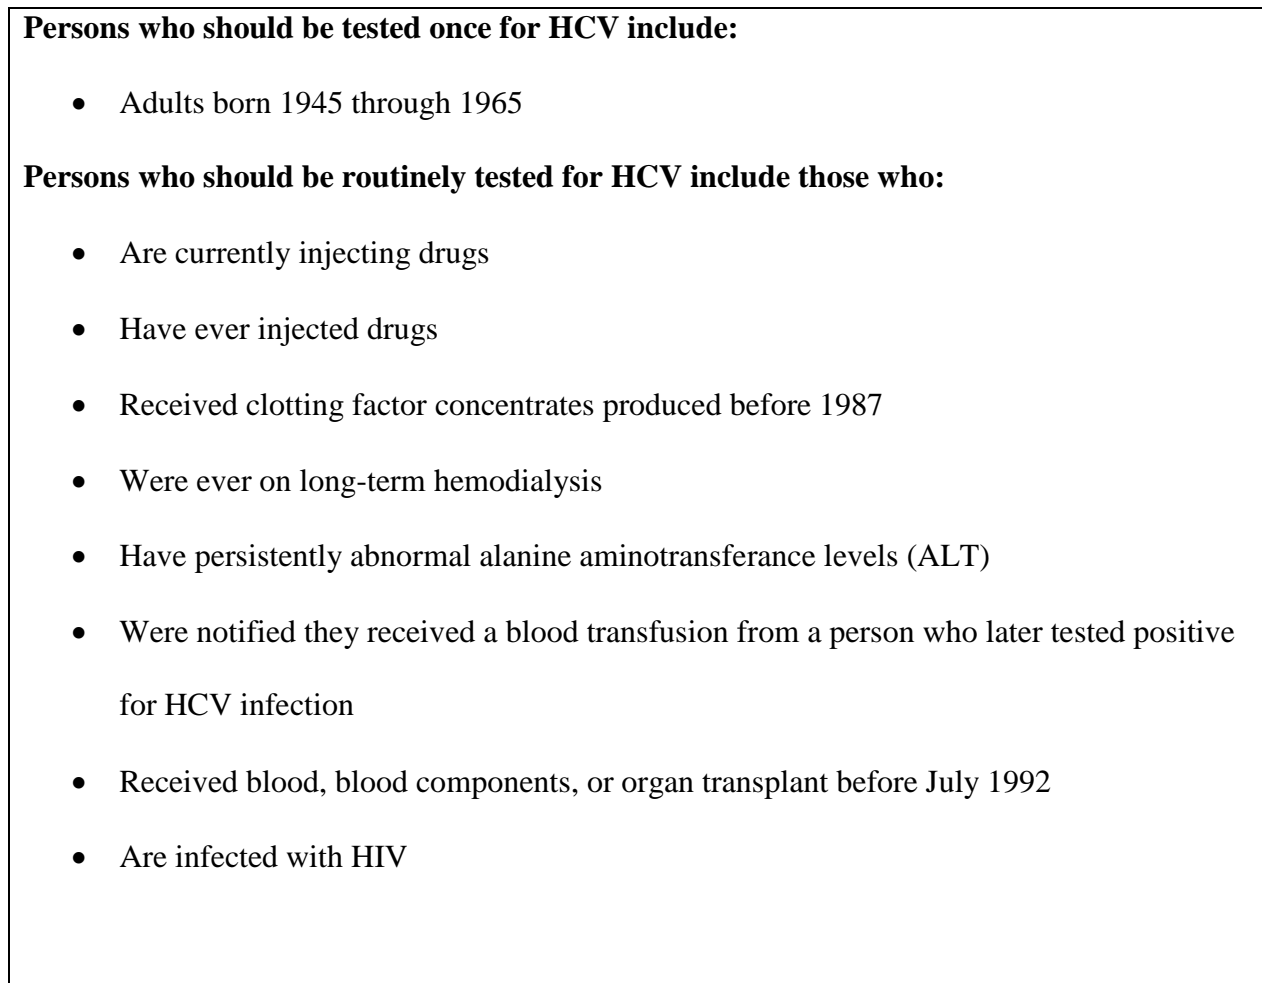 Persons who should be tested once for HCV include:
• Adults born 1945 through 1965
Persons who should be routinely tested for HCV include those who:
• Are currently injecting drugs
• Have ever injected drugs
• Received clotting factor concentrates produced before 1987
• Were ever on long-term hemodialysis
• Have persistently abnormal alanine aminotransferance levels (ALT)
• Were notified they received a blood transfusion from a person who later tested positive
for HCV infection
• Received blood, blood components, or organ transplant before July 1992
• Are infected with HIV